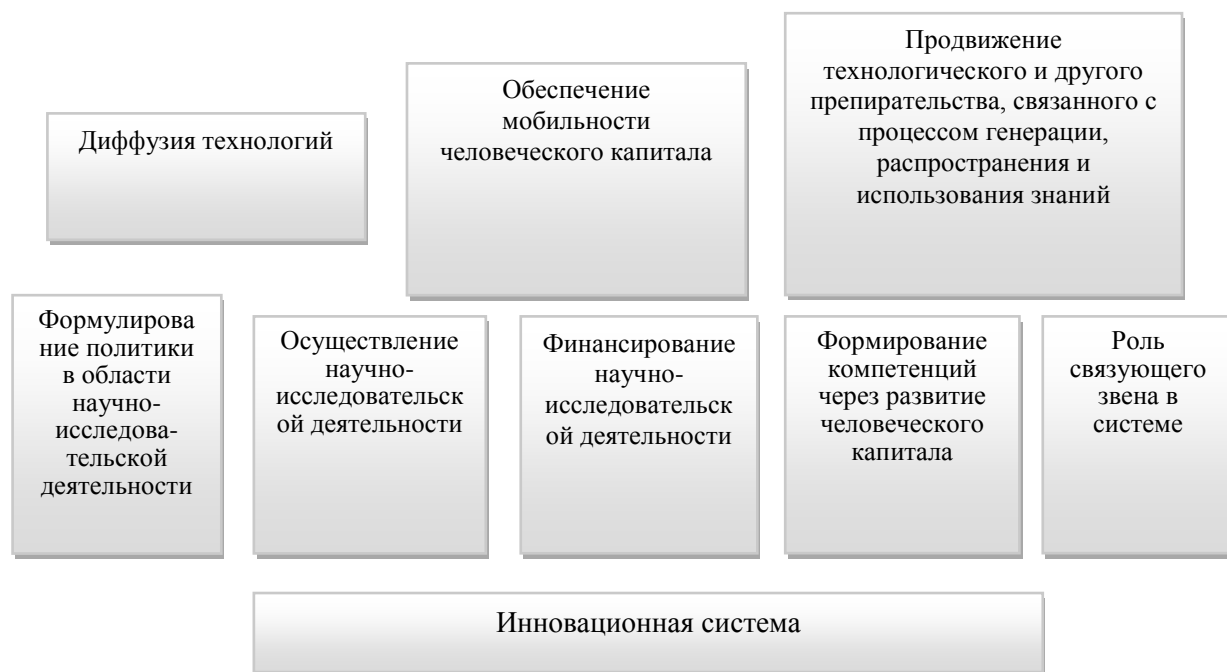 Диффузия технологий
Обеспечение
мобильности
человеческого капитала
Продвижение
технологического и другого
препирательства, связанного с
процессом генерации,
распространения и
использования знаний
Формулирова
ние политики
в области
научно-
исследова-
тельской
деятельности
Осуществление
научно-
исследовательск
ой деятельности
Финансирование
научно-
исследовательск
ой деятельности
Формирование
компетенций
через развитие
человеческого
капитала
Роль
связующего
звена в
системе
Инновационная система